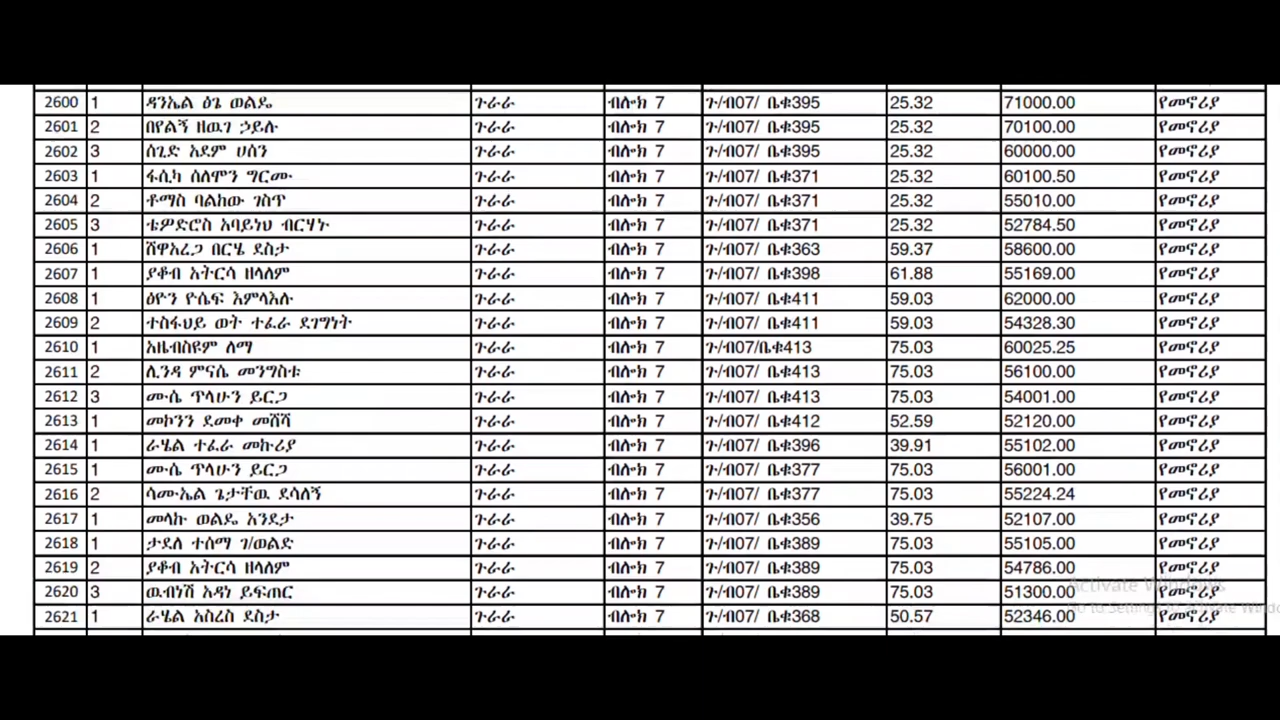 2600 1 ዳንኤል ፅጌ ወልዴ ጉራራ ብሎክ 7 ጉ/ብ07/ ቤቁ395 25.32 71000.00 የመኖሪያ
2601 2 በየልኝ ዘዉገ ኃይሉ ጉራራ ብሎክ 7 ጉ/ብ07/ ቤቁ395 25.32 70100.00 የመኖሪያ
2602 3 ሰጊድ አደም ሀሰን ጉራራ ብሎክ 7 ጉ/ብ07/ ቤቁ395 25.32 60000.00 የመኖሪያ
2603 1 ፋሲካ ሰለሞን ግርሙ ጉራራ ብሎክ 7 ጉ/ብ07/ ቤቁ371 25.32 60100.50 የመኖሪያ
2604 2 ቶማስ ባልከው ገስጥ ጉራራ ብሎክ 7 ጉ/ብ07/ ቤቁ371 25.32 55010.00 የመኖሪያ
2605 3 ቴዎድሮስ አባይነህ ብርሃኑ ጉራራ ብሎክ 7 ጉ/ብ07/ ቤቁ371 25.32 52784.50 የመኖሪያ
2606 1 ሸዋአረጋ በርሄ ደስታ ጉራራ ብሎክ 7 ጉ/ብ07/ ቤቁ363 59.37 58600.00 የመኖሪያ
2607 1 ያቆብ አትርሳ ዘላለም ጉራራ ብሎክ 7 ጉ/ብ07/ ቤቁ398 61.88 55169.00 የመኖሪያ
2608 1 ፅዮን ዮሴፍ እምላእሉ ጉራራ ብሎክ 7 ጉ/ብ07/ ቤቁ411 59.03 62000.00 የመኖሪያ
2609 2 ተስፋህይ ወት ተፈራ ደገግነት ጉራራ ብሎክ 7 ጉ/ብ07/ ቤቁ411 59.03 54328.30 የመኖሪያ
2610 1 አዜብስዩም ለማ ጉራራ ብሎክ 7 ጉ/ብ07/ቤቁ413 75.03 60025.25 የመኖሪያ
2611 2 ሊንዳ ምናሴ መንግስቱ ጉራራ ብሎክ 7 ጉ/ብ07/ ቤቁ413 75.03 56100.00 የመኖሪያ
2612 3 ሙሴ ጥላሁን ይርጋ ጉራራ ብሎክ 7 ጉ/ብ07/ ቤቁ413 75.03 54001.00 የመኖሪያ
2613 1 መኮንን ደመቀ መሸሻ ጉራራ ብሎክ 7 ጉ/ብ07/ ቤቁ412 52.59 52120.00 የመኖሪያ
2614 1 ራሄል ተፈራ መኩሪያ ጉራራ ብሎክ 7 ጉ/ብ07/ ቤቁ396 39.91 55102.00 የመኖሪያ
2615 1 ሙሴ ጥላሁን ይርጋ ጉራራ ብሎክ 7 ጉ/ብ07/ ቤቁ377 75.03 56001.00 የመኖሪያ
2616 2 ሳሙኤል ጌታቸዉ ደሳለኝ ጉራራ ብሎክ 7 ጉ/ብ07/ ቤቁ377 75.03 55224.24 የመኖሪያ
2617 1 መላኩ ወልዴ አንደታ ጉራራ ብሎክ 7 ጉ/ብ07/ ቤቁ356 39.75 52107.00 የመኖሪያ
2618 1 ታደለ ተሰማ ገ/ወልድ ጉራራ ብሎክ 7 ጉ/ብ07/ ቤቁ389 75.03 55105.00 የመኖሪያ
2619 2 ያቆብ አትርሳ ዘላለም ጉራራ ብሎክ 7 ጉ/ብ07/ ቤቁ389 75.03 54786.00 የመኖሪያ
2620 3 ዉብነሽ አዳነ ይፍጠር ጉራራ ብሎክ 7 ጉ/ብ07/ ቤቁ389 75.03 51300.00 የመኖሪያ
2621 1 ራሄል አስረስ ደስታ ጉራራ ብሎክ 7 ጉ/ብ07/ ቤቁ368 50.57 52346.00 የመኖሪያ
Activate Windows
Go to Settings to activate Windo